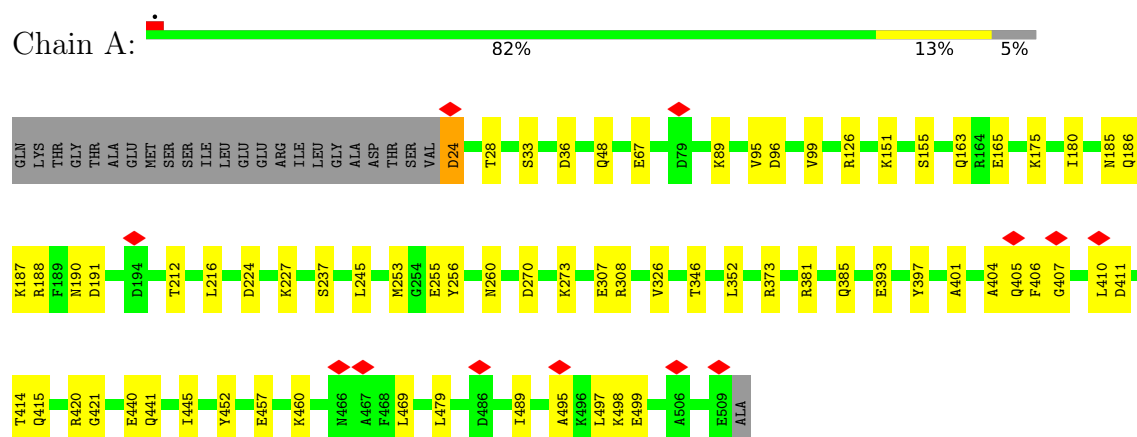 Chain A:
82% 13% 5%
GLN LYS THR GLY THR ALA GLU MET SER SER ILE LEU GLU GLU ARG ILE LEU GLY ALA ASP THR SER VAL D24 T28 S33 D36 Q48 E67 D79 K89 V95 D96 V99 R126 K151 S155 Q163 R164 E165 K175 I180 N185 Q186
K187 R188 F189 N190 D191 D194 T212 L216 D224 K227 S237 L245 M253 G254 E255 Y256 N260 D270 K273 E307 R308 V326 T346 L352 R373 R381 Q385 E393 Y397 A401 A404 Q405 F406 G407 L410 D411
T414 Q415 R420 G421 E440 Q441 I445 Y452 E457 K460 N466 A467 F468 L469 L479 D486 I489 A495 K496 L497 K498 E499 A506 E509 ALA